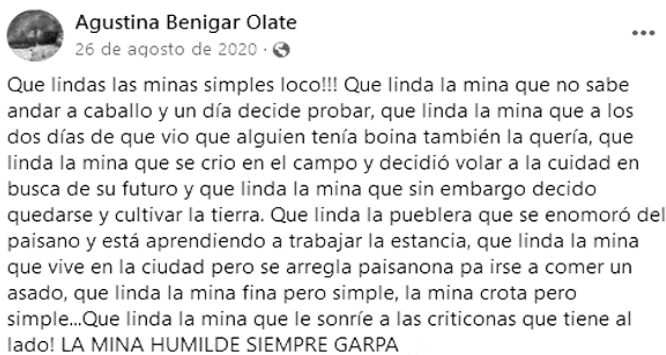 Agustina Benigar Olate
26 de agosto de 2020 ·
Que lindas las minas simples loco!!! Que linda la mina que no sabe
andar a caballo y un día decide probar, que linda la mina que a los
dos días de que vio que alguien tenía boina también la quería, que
linda la mina que se crio en el campo y decidió volar a la cuidad en
busca de su futuro y que linda la mina que sin embargo decido
quedarse y cultivar la tierra. Que linda la pueblera que se enomoró del
paisano y está aprendiendo a trabajar la estancia, que linda la mina
que vive en la ciudad pero se arregla paisanona pa irse a comer un
asado, que linda la mina fina pero simple, la mina crota pero
simple...Que linda la mina que le sonríe a las criticonas que tiene al
lado! LA MINA HUMILDE SIEMPRE GARPA